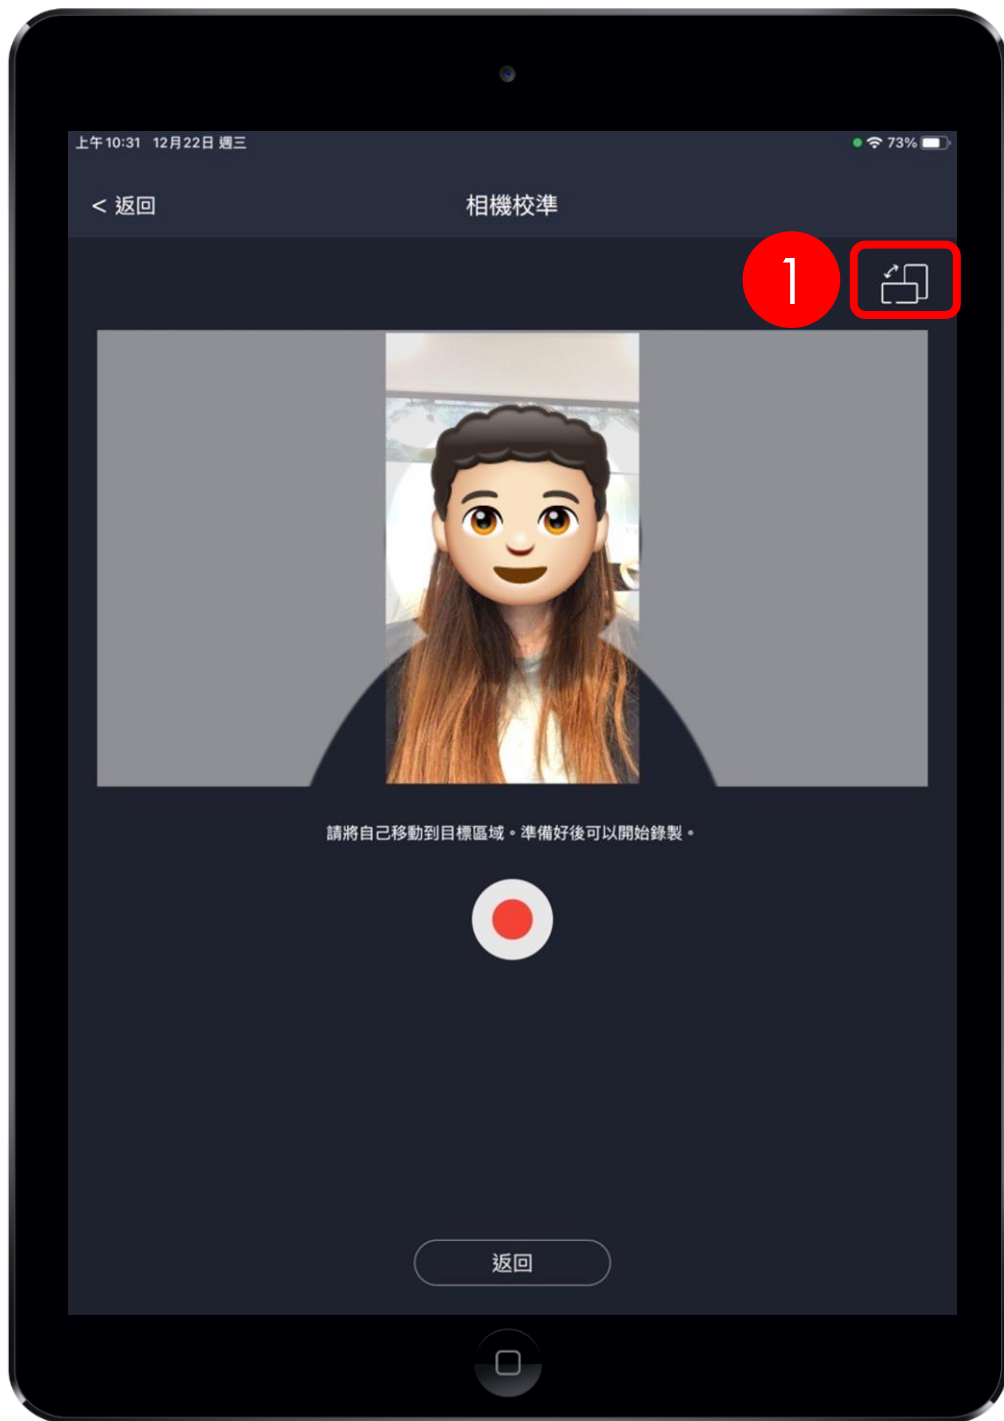 上午10:31 12月22日 週三 73%
< 返回 相機校準
1
請將自己移動到目標區域。準備好後可以開始錄製。
返回